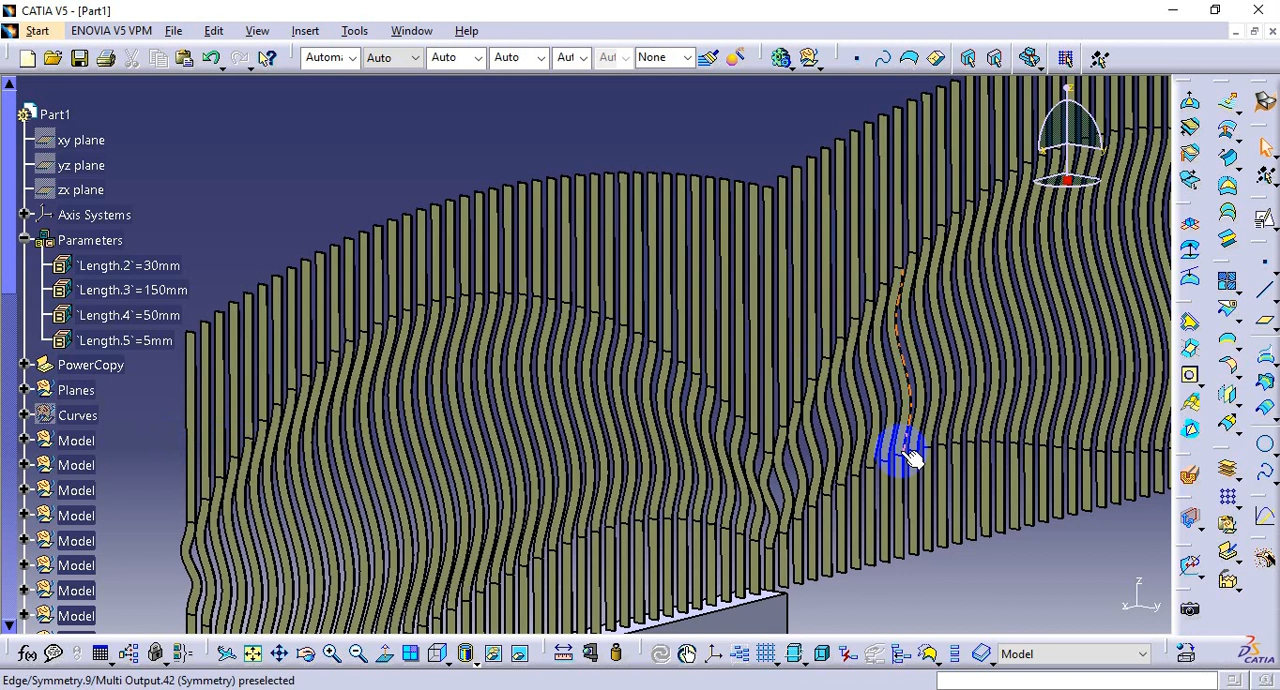 CATIA V5 - [Part1]
Start ENOVIA V5 VPM File Edit View Insert Tools Window Help
Autom: Auto Auto Auto Aut Aut None
Part1
xy plane
yz plane
zx plane
Axis Systems
Parameters
`Length.2`=30mm
`Length.3`=150mm
`Length.4`=50mm
`Length.5`=5mm
PowerCopy
Planes
Curves
Model
Model
Model
Model
Model
Model
Model
Model
z
x y
f(x)
Model
CATIA
Edge/Symmetry.9/Multi Output.42 (Symmetry) preselected